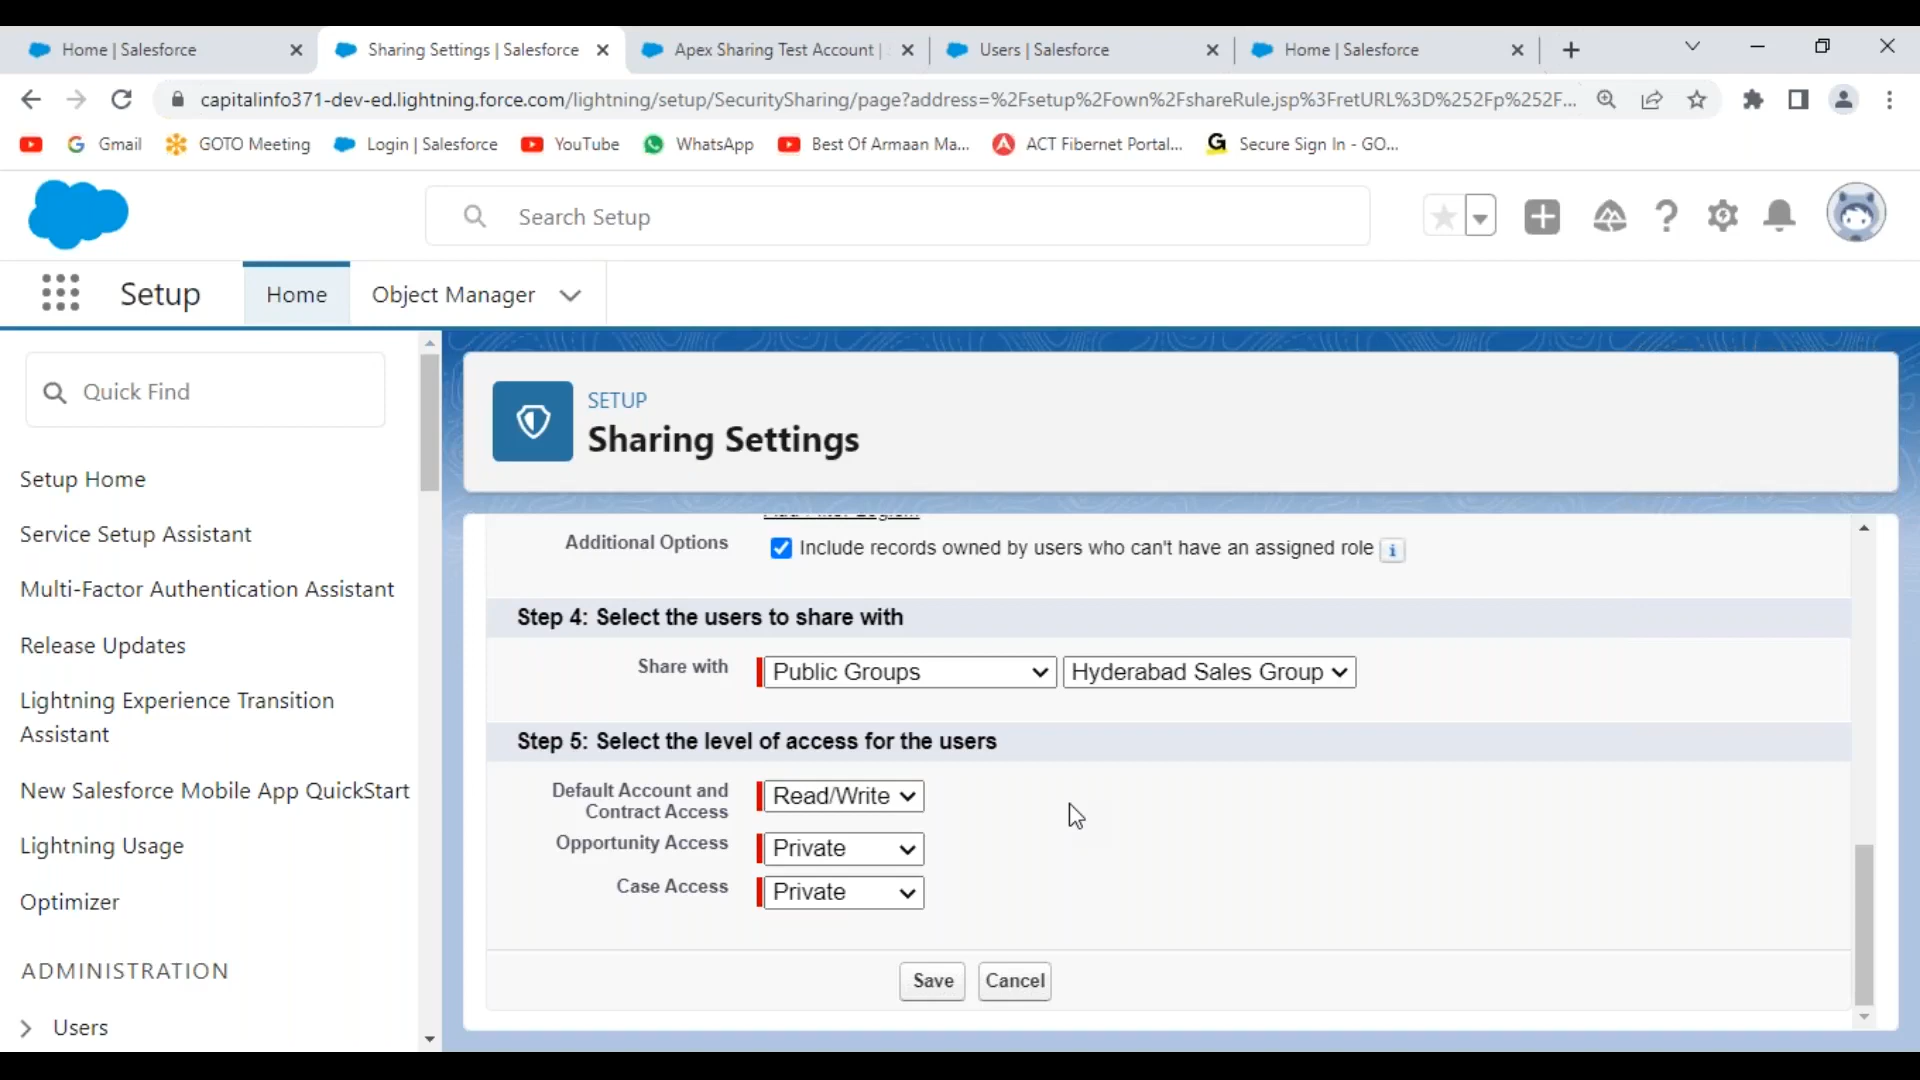 Home | Salesforce
Sharing Settings | Salesforce
Apex Sharing Test Account |
Users | Salesforce
Home | Salesforce
capitalinfo371-dev-ed.lightning.force.com/lightning/setup/SecuritySharing/page?address=%2Fsetup%2Fown%2FshareRule.jsp%3FretURL%3D%252Fp%252F...
Gmail
GOTO Meeting
Login | Salesforce
YouTube
WhatsApp
Best Of Armaan Ma...
ACT Fibernet Portal...
Secure Sign In - GO...
Search Setup
Setup
Home
Object Manager
Quick Find
Setup Home
Service Setup Assistant
Multi-Factor Authentication Assistant
Release Updates
Lightning Experience Transition
Assistant
New Salesforce Mobile App QuickStart
Lightning Usage
Optimizer
ADMINISTRATION
Users
SETUP
Sharing Settings
Additional Options
Include records owned by users who can't have an assigned role
Step 4: Select the users to share with
Share with
Public Groups
Hyderabad Sales Group
Step 5: Select the level of access for the users
Default Account and
Contract Access
Read/Write
Opportunity Access
Private
Case Access
Private
Save
Cancel